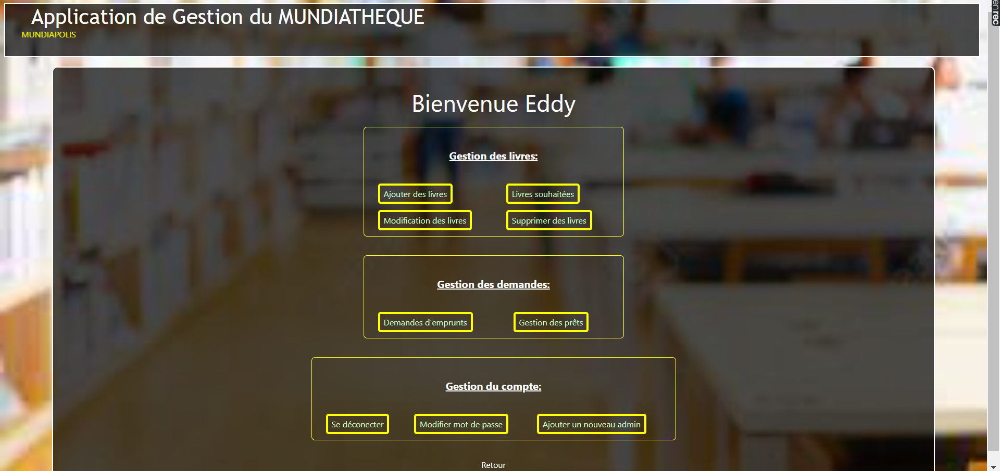 Application de Gestion du MUNDIATHEQUE
MUNDIAPOLIS
Bienvenue Eddy
Gestion des livres:
Ajouter des livres
Livres souhaitées
Modification des livres
Supprimer des livres
Gestion des demandes:
Demandes d'emprunts
Gestion des prêts
Gestion du compte:
Se déconecter
Modifier mot de passe
Ajouter un nouveau admin
Retour
enrec